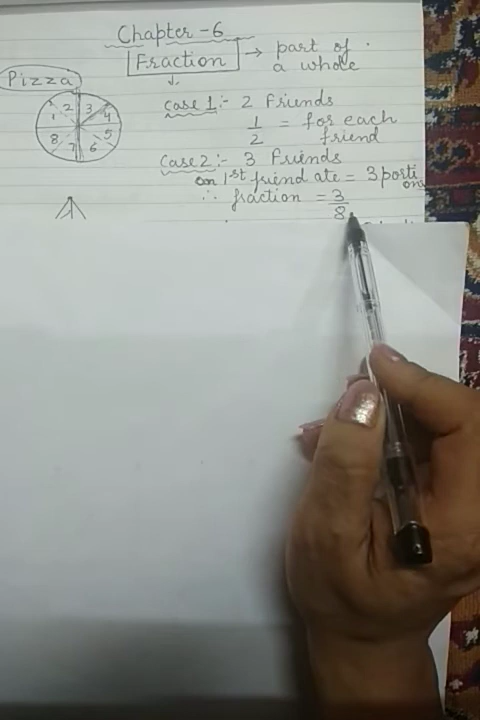 Chapter -6
Fraction → part of
a whole
Pizza
1 2 3 4 5 6 7 8
Case 1:- 2 Friends
1/2 = for each
friend
Case 2:- 3 Friends
1st friend ate = 3 portions
∴ fraction = 3/8